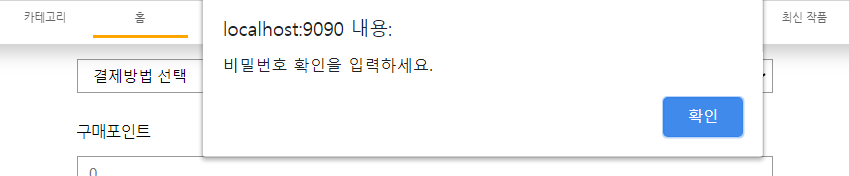 카테고리
홈
최신 작품
localhost:9090 내용:
비밀번호 확인을 입력하세요.
확인
결제방법 선택
구매포인트
0